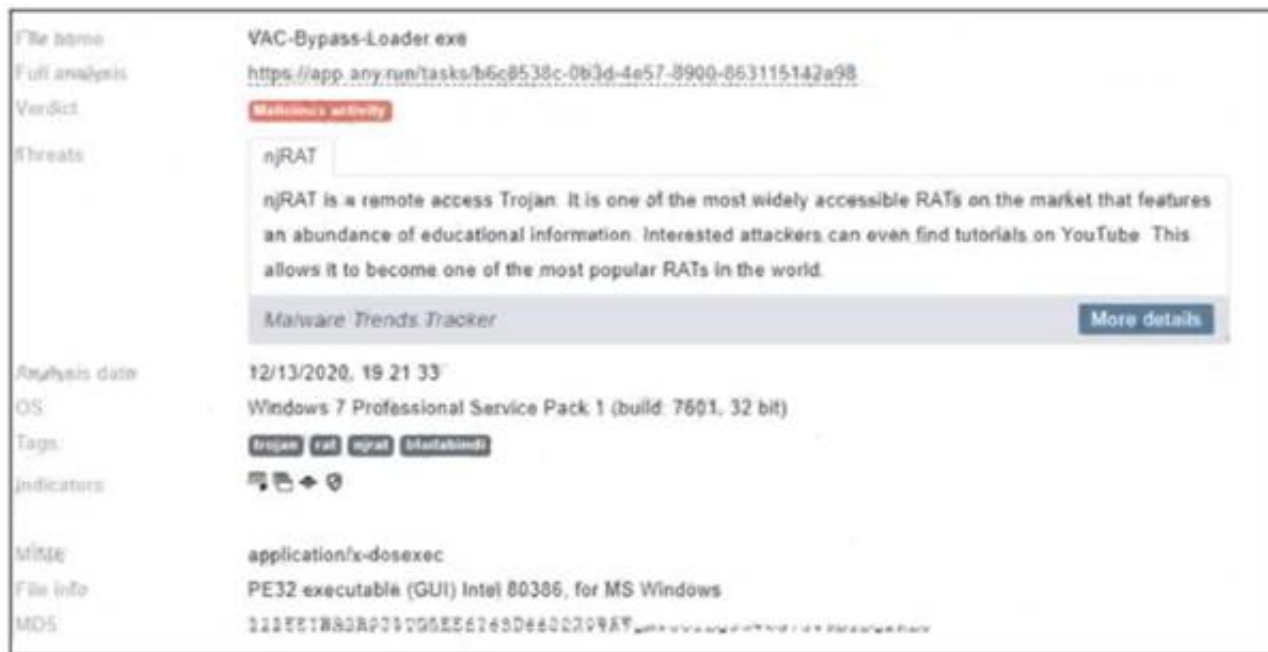 File name VAC-Bypass-Loader.exe
Full analysis https://app.any.run/tasks/b6c8538c-0b3d-4e57-8900-863115142a98
Verdict Malicious activity
Threats njRAT
njRAT is a remote access Trojan. It is one of the most widely accessible RATs on the market that features
an abundance of educational information. Interested attackers can even find tutorials on YouTube. This
allows it to become one of the most popular RATs in the world.
Malware Trends Tracker More details
Analysis date 12/13/2020, 19:21:33
OS: Windows 7 Professional Service Pack 1 (build: 7601, 32 bit)
Tags: trojan rat njrat bladabindi
Indicators:
MIME: application/x-dosexec
File info: PE32 executable (GUI) Intel 80386, for MS Windows
MD5